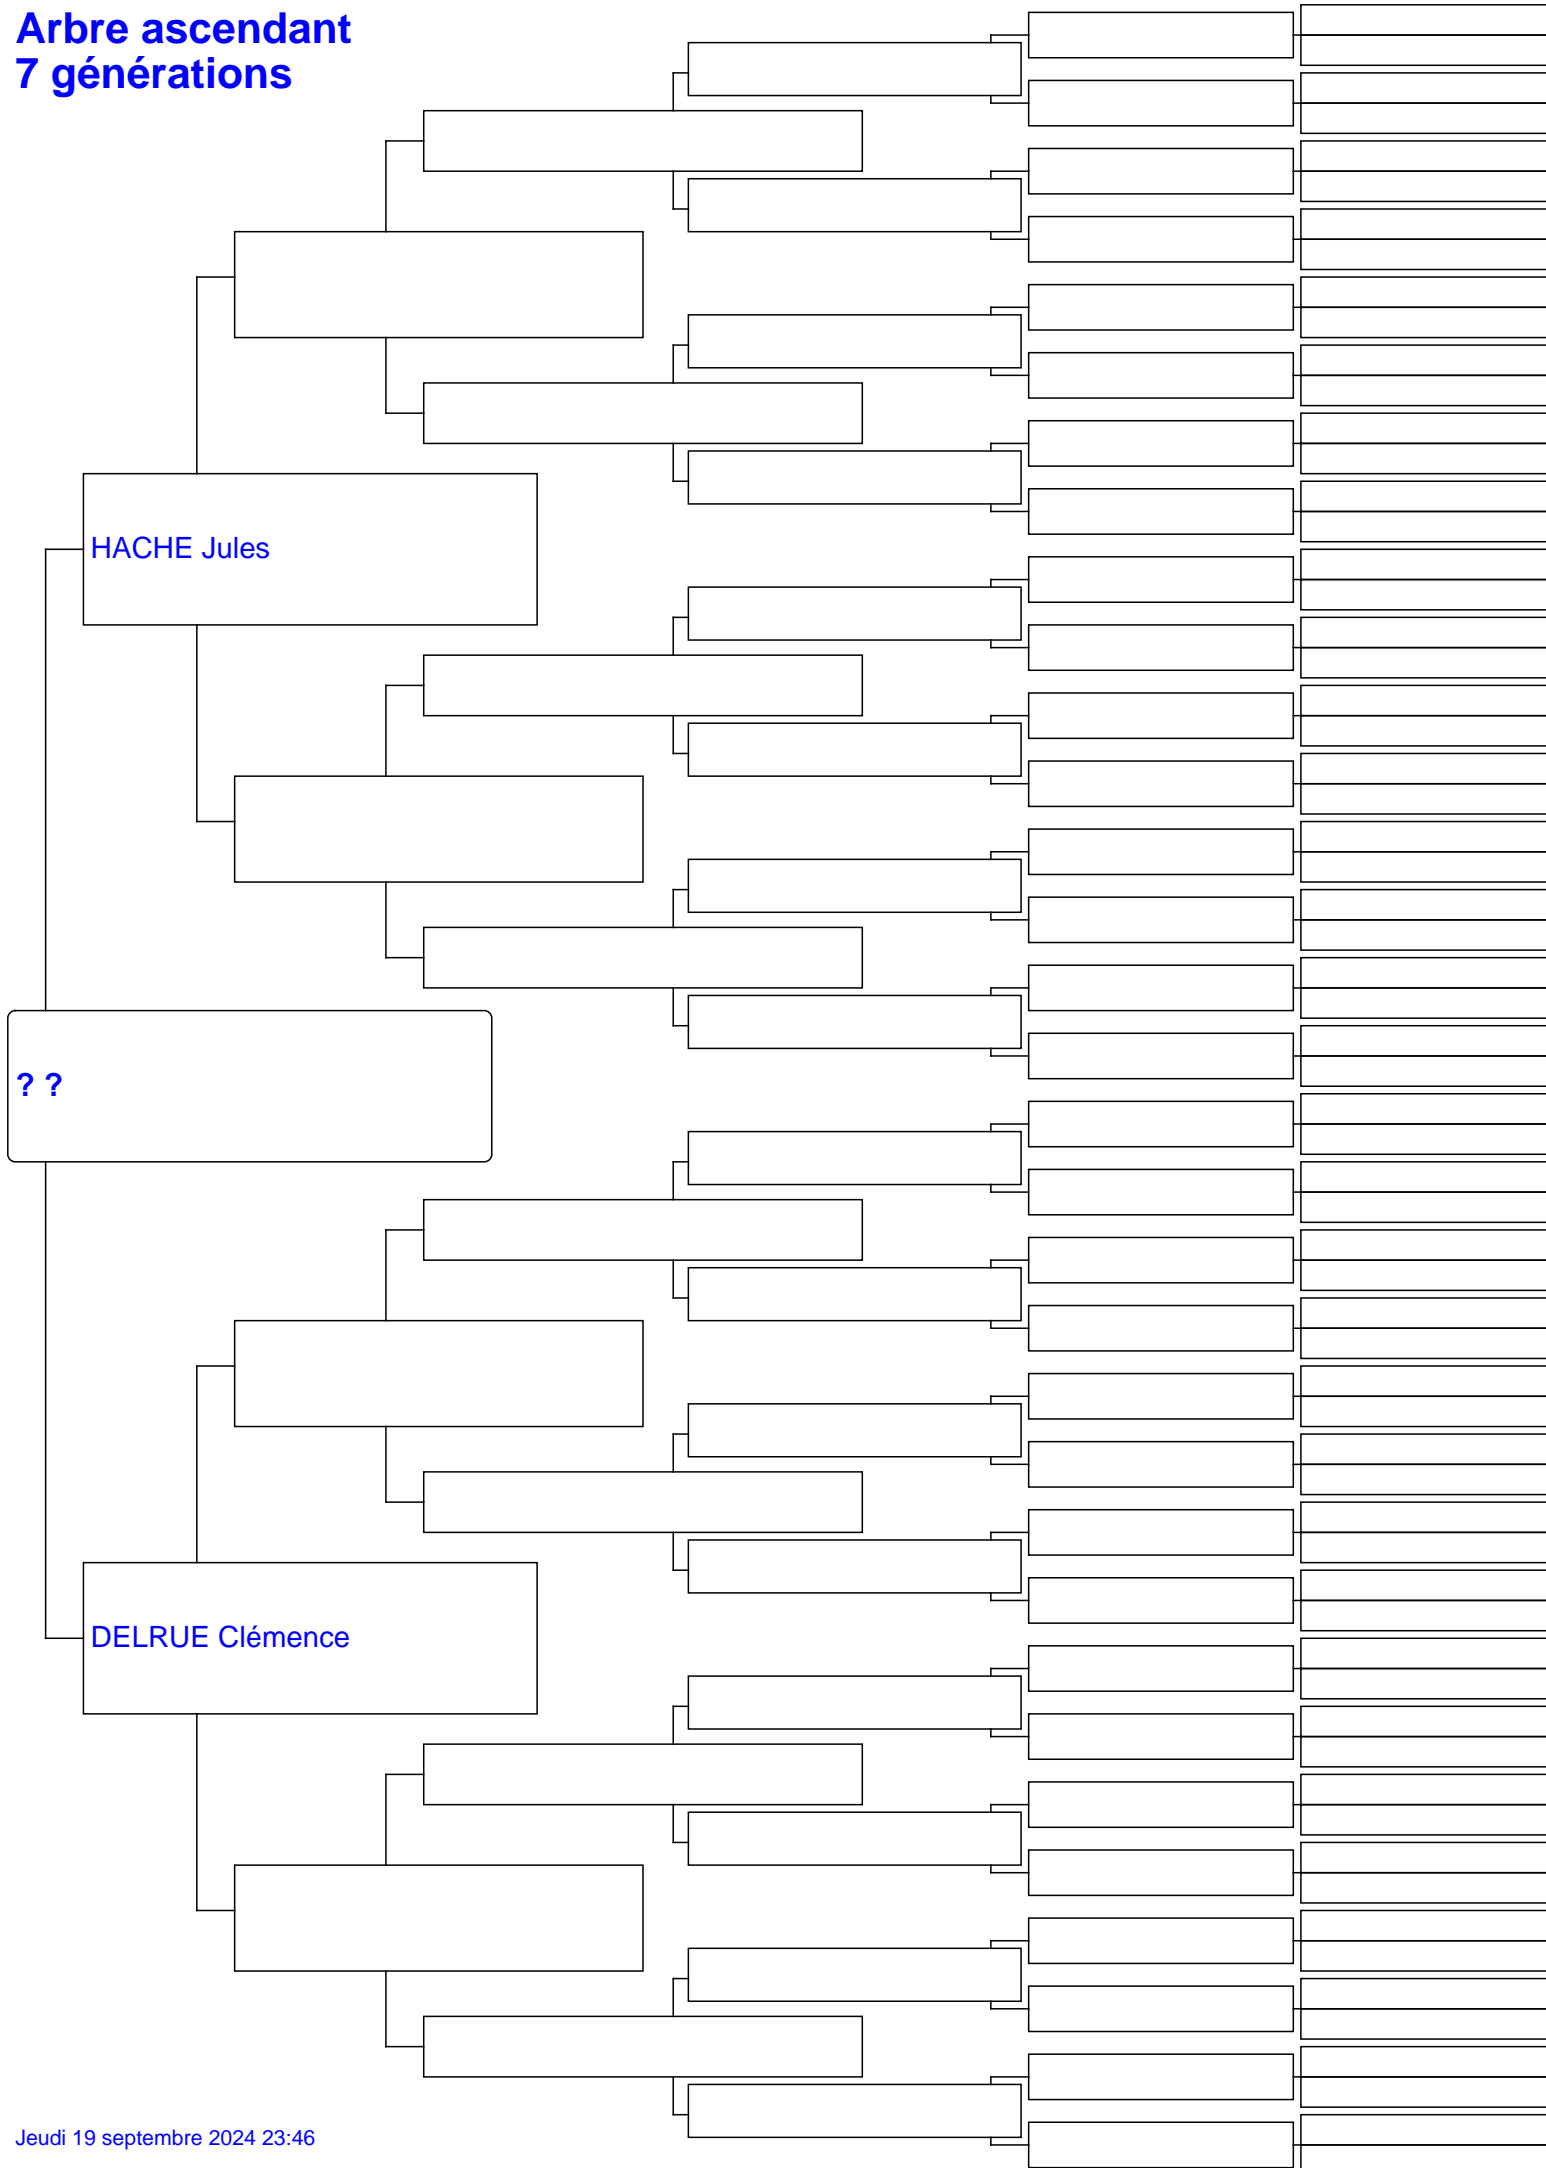 Arbre ascendant
7 générations
HACHE Jules
? ?
DELRUE Clémence
Jeudi 19 septembre 2024 23:46